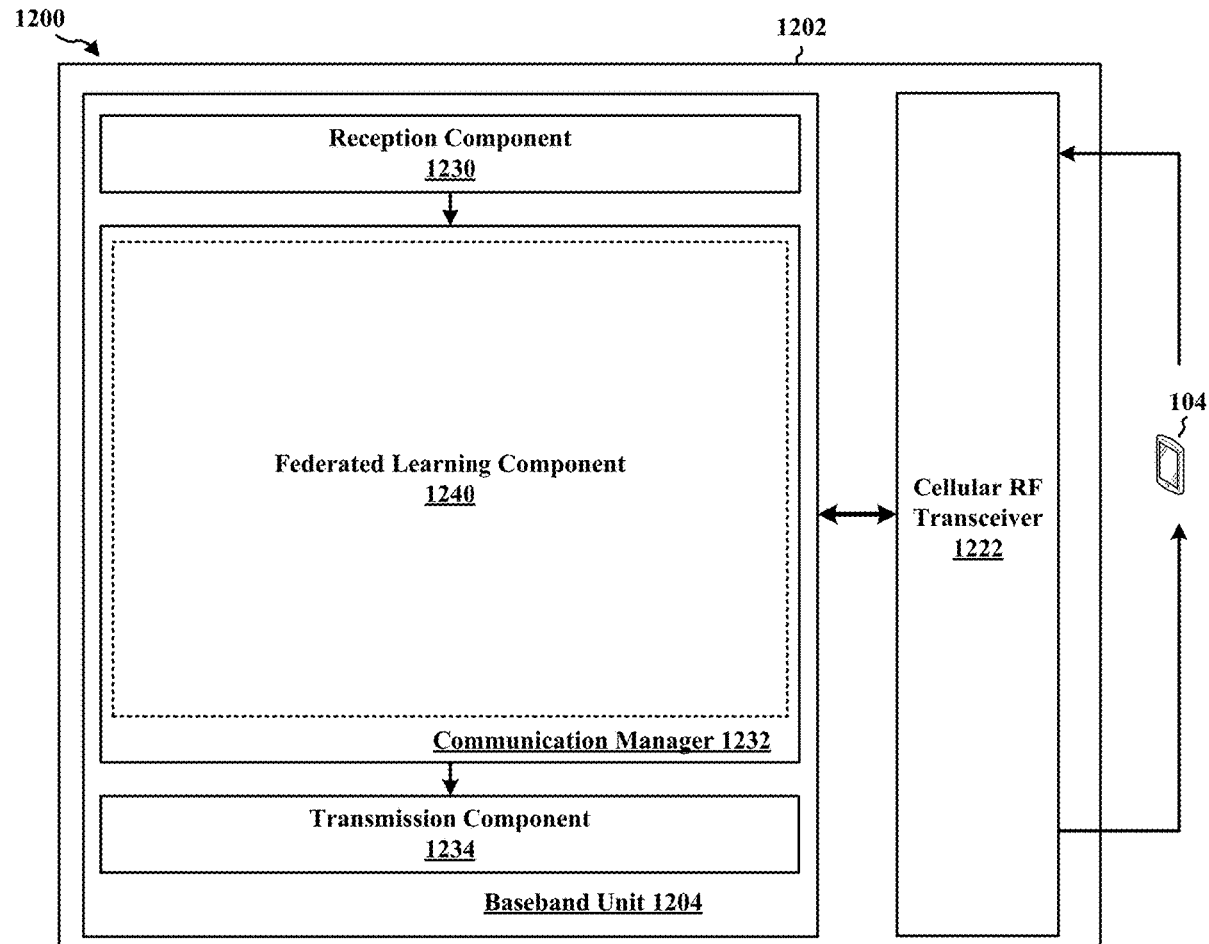 1200
1202
Reception Component
1230
104
Federated Learning Component
1240
Cellular RF
Transceiver
1222
Communication Manager 1232
Transmission Component
1234
Baseband Unit 1204